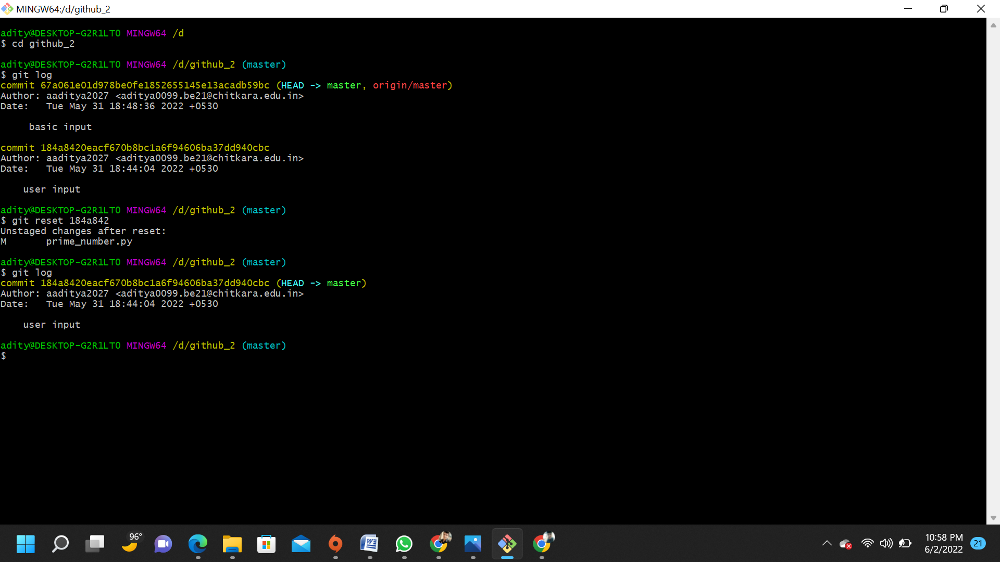 MINGW64:/d/github_2
adity@DESKTOP-G2R1LTO MINGW64 /d
$ cd github_2
adity@DESKTOP-G2R1LTO MINGW64 /d/github_2 (master)
$ git log
commit 67a061e01d978be0fe1852655145e13acadb59bc (HEAD -> master, origin/master)
Author: aaditya2027 <aditya0099.be21@chitkara.edu.in>
Date:   Tue May 31 18:48:36 2022 +0530
basic input
commit 184a8420eacf670b8bc1a6f94606ba37dd940cbc
Author: aaditya2027 <aditya0099.be21@chitkara.edu.in>
Date:   Tue May 31 18:44:04 2022 +0530
user input
adity@DESKTOP-G2R1LTO MINGW64 /d/github_2 (master)
$ git reset 184a842
Unstaged changes after reset:
M       prime_number.py
adity@DESKTOP-G2R1LTO MINGW64 /d/github_2 (master)
$ git log
commit 184a8420eacf670b8bc1a6f94606ba37dd940cbc (HEAD -> master)
Author: aaditya2027 <aditya0099.be21@chitkara.edu.in>
Date:   Tue May 31 18:44:04 2022 +0530
user input
adity@DESKTOP-G2R1LTO MINGW64 /d/github_2 (master)
$
96°
10:58 PM
6/2/2022
21